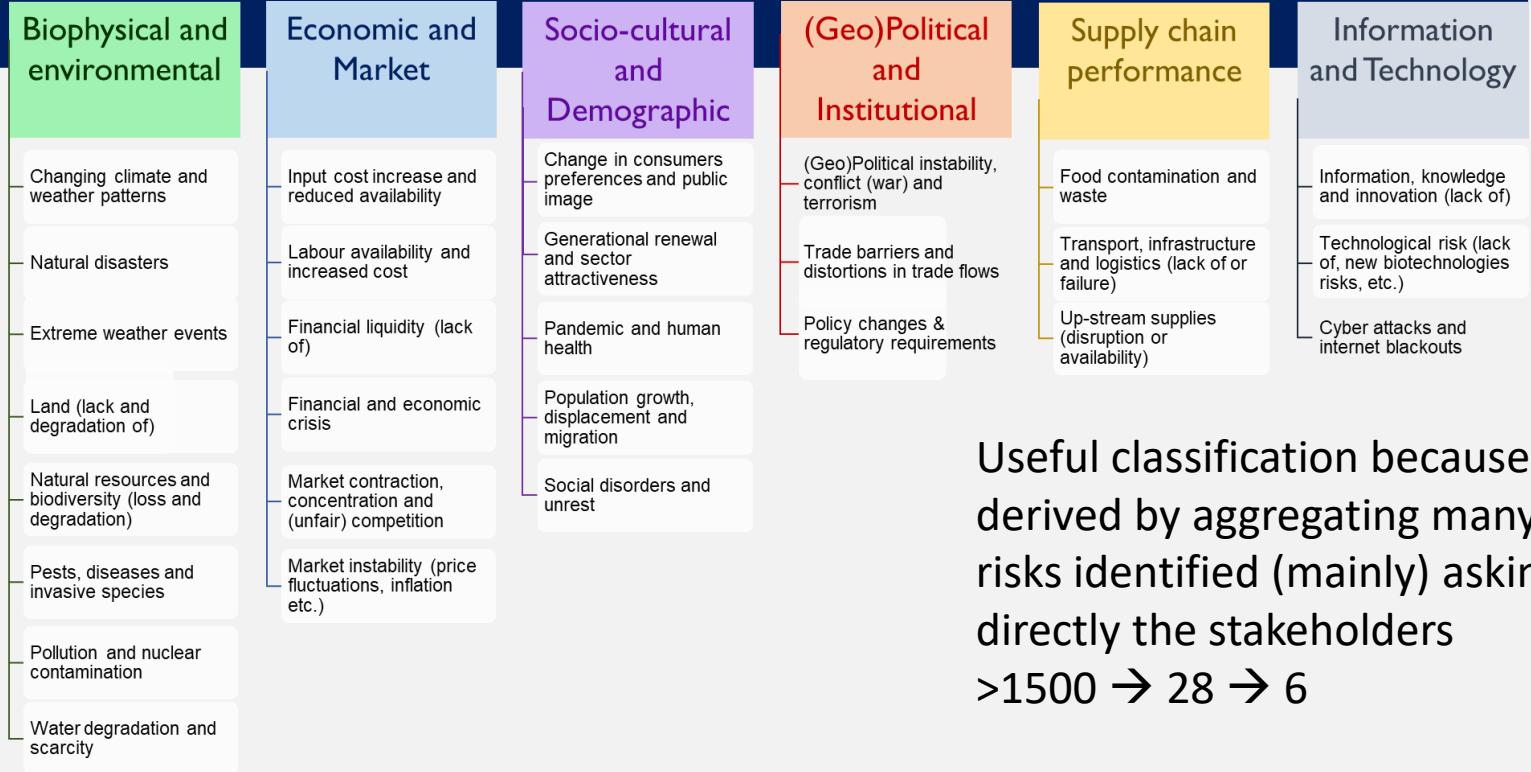 Biophysical and
environmental
Changing climate and
weather patterns
Natural disasters
Extreme weather events
Land (lack and
degradation of)
Natural resources and
biodiversity (loss and
degradation)
Pests, diseases and
invasive species
Pollution and nuclear
contamination
Water degradation and
scarcity
Economic and
Market
Input cost increase and
reduced availability
Labour availability and
increased cost
Financial liquidity (lack
of)
Financial and economic
crisis
Market contraction,
concentration and
(unfair) competition
Market instability (price
fluctuations, inflation
etc.)
Socio-cultural
and
Demographic
Change in consumers
preferences and public
image
Generational renewal
and sector
attractiveness
Pandemic and human
health
Population growth,
displacement and
migration
Social disorders and
unrest
(Geo)Political
and
Institutional
(Geo)Political instability,
conflict (war) and
terrorism
Trade barriers and
distortions in trade flows
Policy changes &
regulatory requirements
Supply chain
performance
Food contamination and
waste
Transport, infrastructure
and logistics (lack of or
failure)
Up-stream supplies
(disruption or
availability)
Information
and Technology
Information, knowledge
and innovation (lack of)
Technological risk (lack
of, new biotechnologies
risks, etc.)
Cyber attacks and
internet blackouts
Useful classification because
derived by aggregating many
risks identified (mainly)
directly the stakeholders
>1500 → 28 → 6